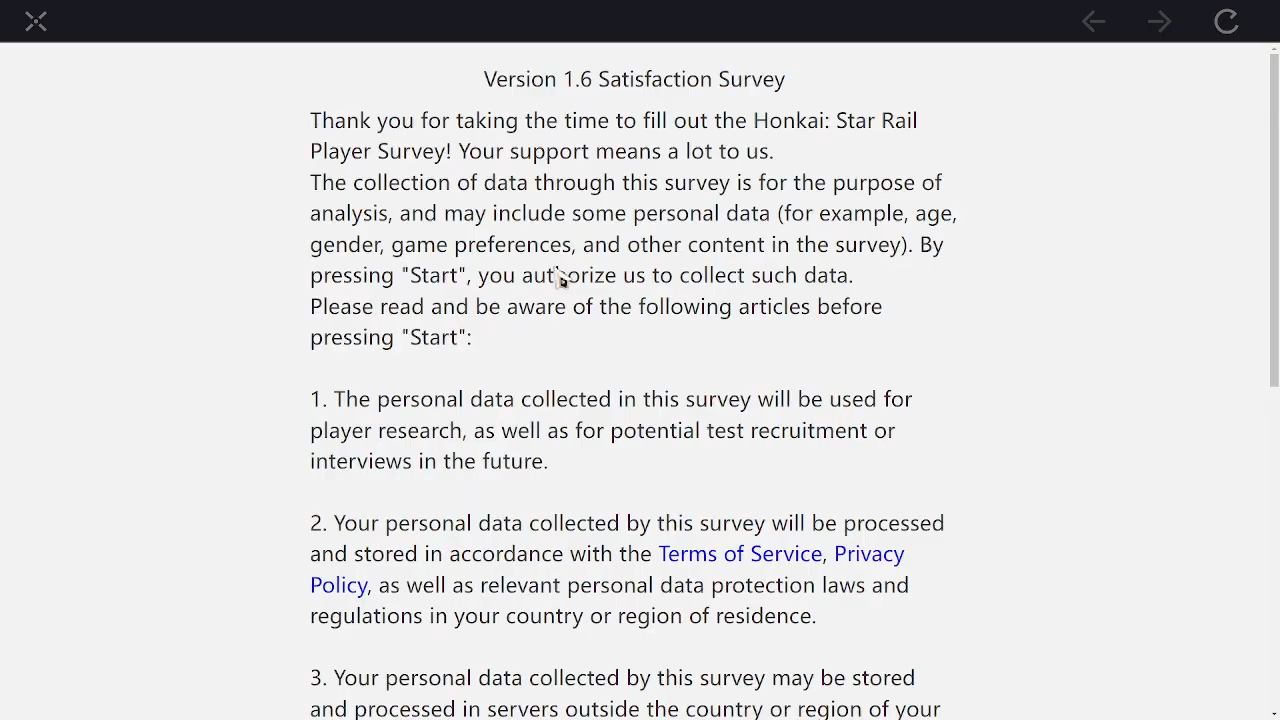 Version 1.6 Satisfaction Survey
Thank you for taking the time to fill out the Honkai: Star Rail
Player Survey! Your support means a lot to us.
The collection of data through this survey is for the purpose of
analysis, and may include some personal data (for example, age,
gender, game preferences, and other content in the survey). By
pressing "Start", you authorize us to collect such data.
Please read and be aware of the following articles before
pressing "Start":
1. The personal data collected in this survey will be used for
player research, as well as for potential test recruitment or
interviews in the future.
2. Your personal data collected by this survey will be processed
and stored in accordance with the Terms of Service, Privacy
Policy, as well as relevant personal data protection laws and
regulations in your country or region of residence.
3. Your personal data collected by this survey may be stored
and processed in servers outside the country or region of your